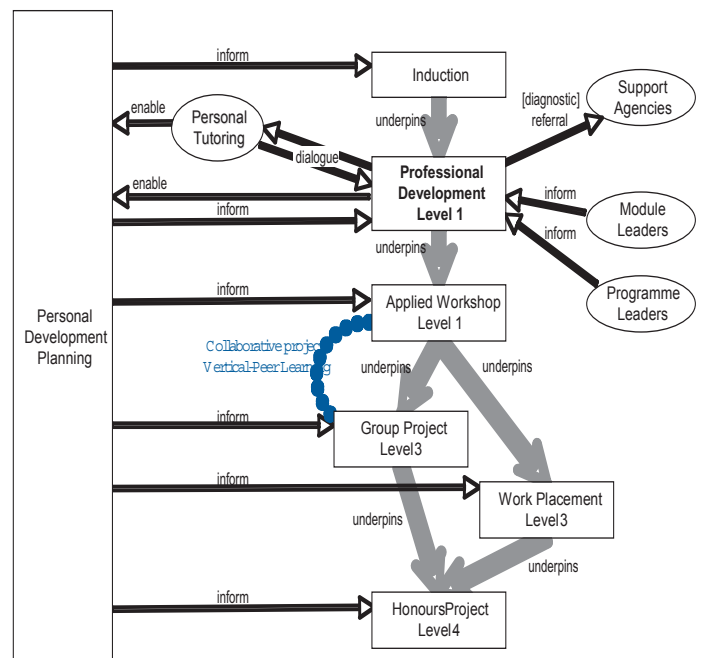 inform
Induction
Support
Agencies
[diagnostic]
referral
enable
Personal
Tutoring
underpins
dialogue
Professional
Development
Level 1
enable
inform
inform
Module
Leaders
inform
underpins
Programme
Leaders
inform
Applied Workshop
Level 1
Personal
Development
Planning
Collaborative project
Vertical-Peer Learning
underpins
underpins
inform
Group Project
Level3
inform
Work Placement
Level3
underpins
underpins
inform
HonoursProject
Level4